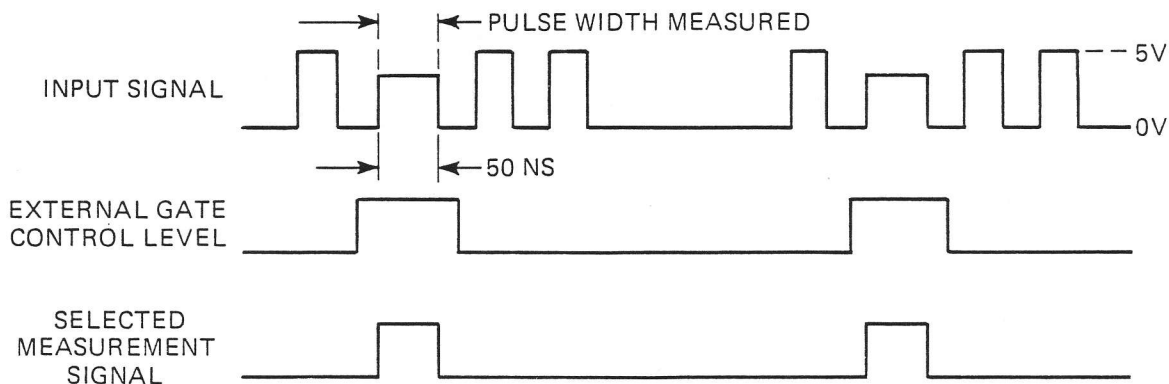 PULSE WIDTH MEASURED
5V
INPUT SIGNAL
0V
50 NS
EXTERNAL GATE
CONTROL LEVEL
SELECTED
MEASUREMENT
SIGNAL